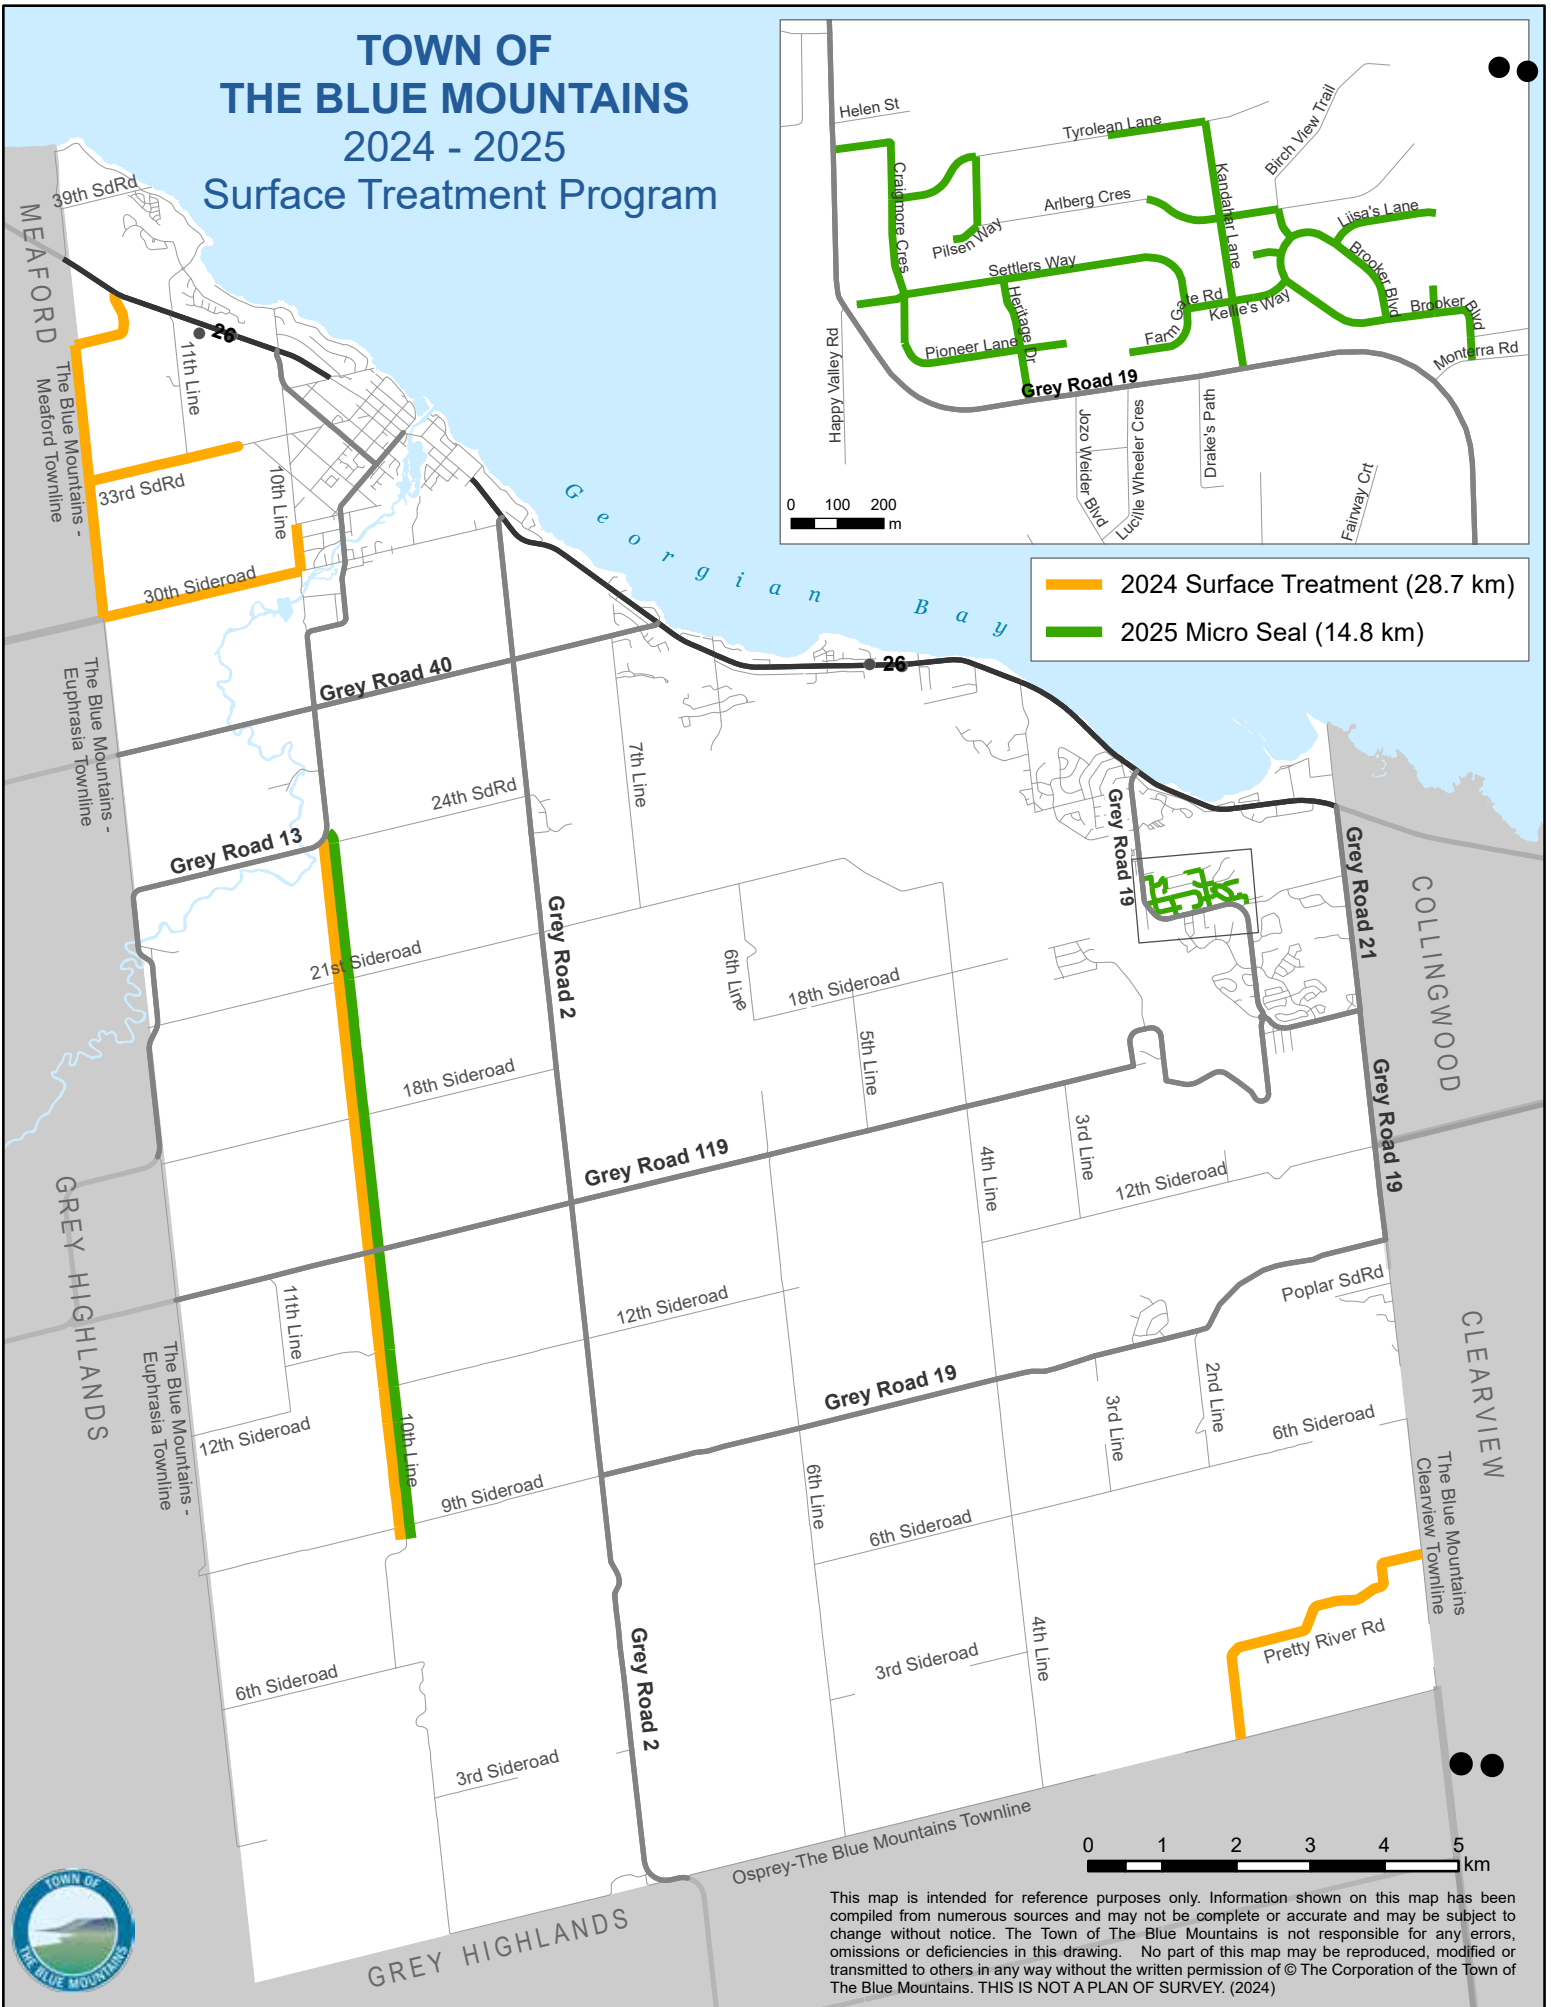 TOWN OF
THE BLUE MOUNTAINS
2024 - 2025
Surface Treatment Program
Helen St
Tyrolean Lane
Birch View Trail
Craigmore Cres
Kandahar Lane
Arlberg Cres
Liisa's Lane
Pilsen Way
Settlers Way
Brooker Blvd
Heritage Dr
Farm Gate Rd
Kellie's Way
Brooker Blvd
Pioneer Lane
Monterra Rd
Happy Valley Rd
Grey Road 19
Jozo Weider Blvd
Lucille Wheeler Cres
Drake's Path
Fairway Crt
0 100 200
m
2024 Surface Treatment (28.7 km)
2025 Micro Seal (14.8 km)
Georgian Bay
MEAFORD
39th SdRd
26
11th Line
The Blue Mountains -
Meaford Townline
33rd SdRd
10th Line
30th Sideroad
The Blue Mountains -
Euphrasia Townline
Grey Road 40
26
7th Line
24th SdRd
Grey Road 13
Grey Road 19
Grey Road 21
COLLINGWOOD
Grey Road 2
21st Sideroad
6th Line
18th Sideroad
5th Line
18th Sideroad
Grey Road 19
Grey Road 119
4th Line
3rd Line
12th Sideroad
GREY HIGHLANDS
11th Line
12th Sideroad
Poplar SdRd
CLEARVIEW
The Blue Mountains -
Euphrasia Townline
Grey Road 19
12th Sideroad
10th Line
3rd Line
2nd Line
6th Sideroad
9th Sideroad
6th Line
6th Sideroad
The Blue Mountains
Clearview Townline
Grey Road 2
3rd Sideroad
4th Line
Pretty River Rd
6th Sideroad
3rd Sideroad
Osprey-The Blue Mountains Townline
GREY HIGHLANDS
0 1 2 3 4 5
km
TOWN OF
THE BLUE MOUNTAINS
This map is intended for reference purposes only. Information shown on this map has been
compiled from numerous sources and may not be complete or accurate and may be subject to
change without notice. The Town of The Blue Mountains is not responsible for any errors,
omissions or deficiencies in this drawing. No part of this map may be reproduced, modified or
transmitted to others in any way without the written permission of © The Corporation of the Town of
The Blue Mountains. THIS IS NOT A PLAN OF SURVEY. (2024)